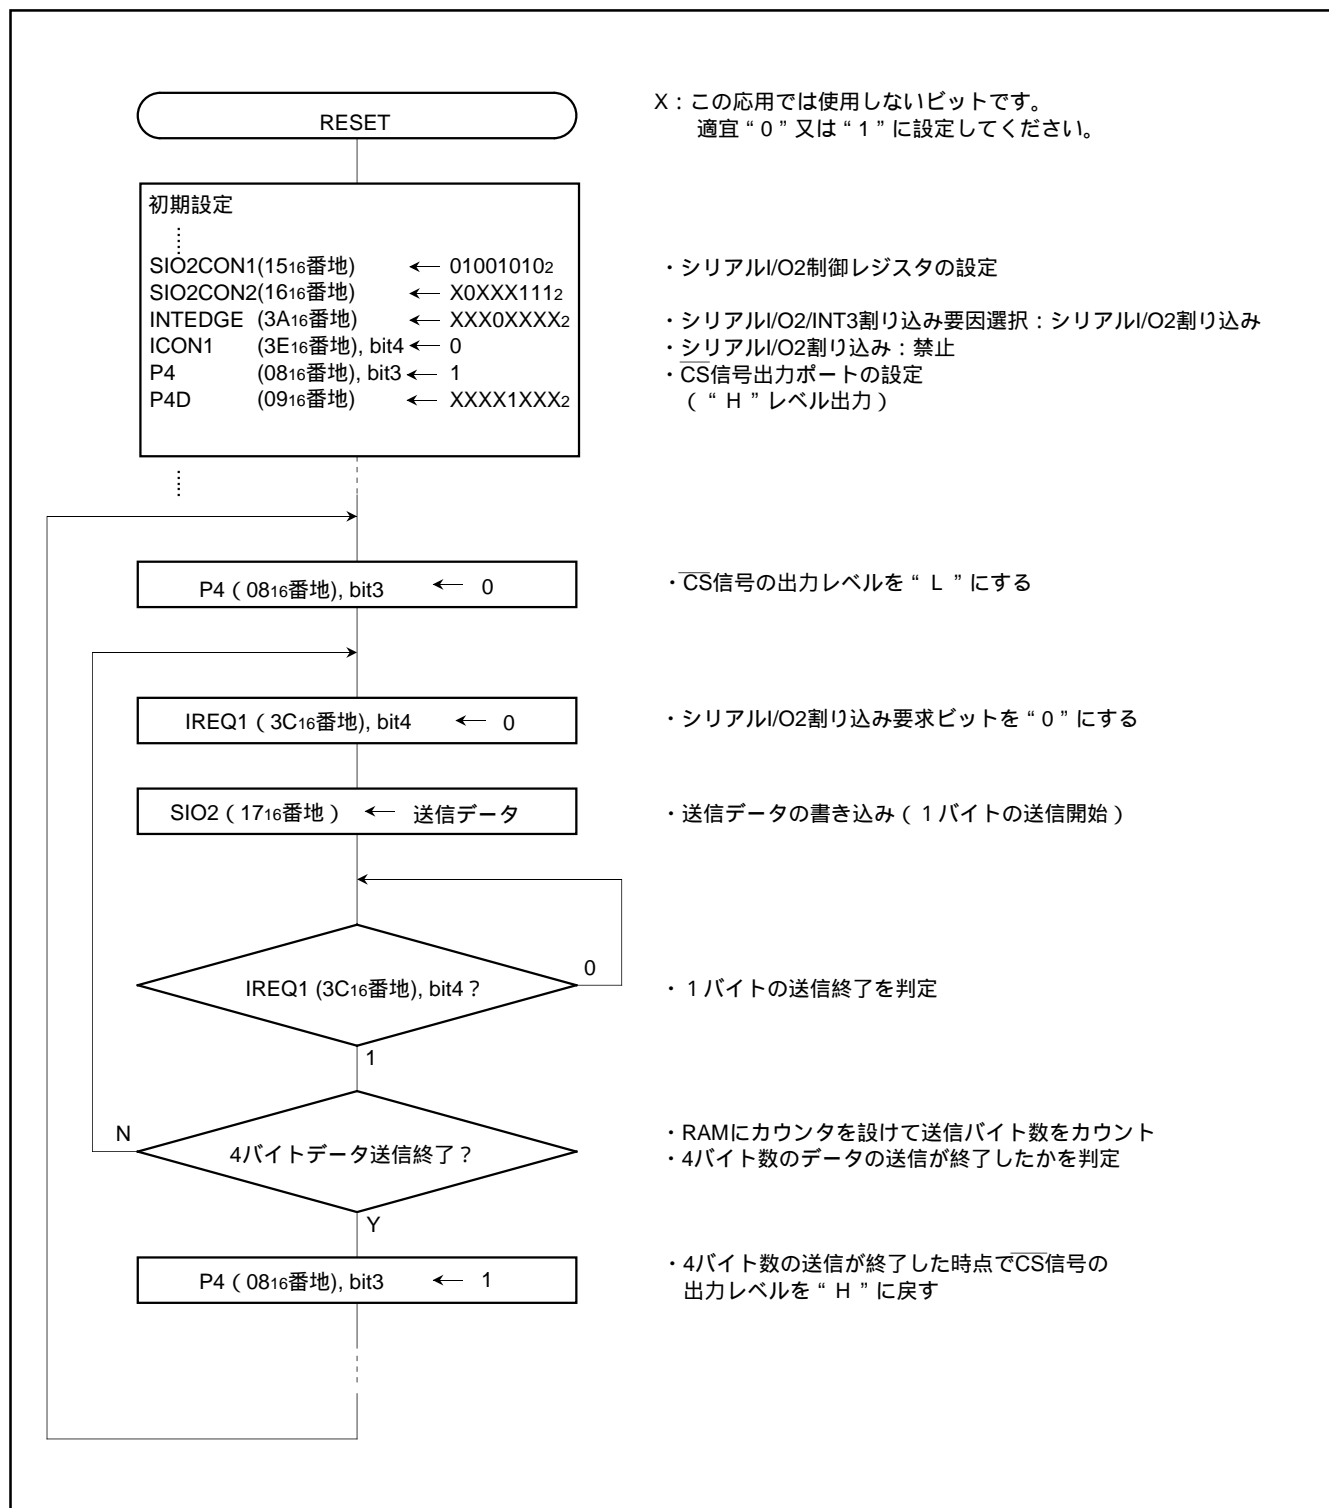 RESET
X：この応用では使用しないビットです。
適宜“0”又は“1”に設定してください。
初期設定
SIO2CON1(1516番地) ← 010010102
・シリアルI/O2制御レジスタの設定
SIO2CON2(1616番地) ← X0XXX1112
INTEDGE (3A16番地) ← XXX0XXXX2
・シリアルI/O2/INT3割り込み要因選択：シリアルI/O2割り込み
ICON1 (3E16番地), bit4 ← 0
・シリアルI/O2割り込み：禁止
P4 (0816番地), bit3 ← 1
・CS信号出力ポートの設定
P4D (0916番地) ← XXXX1XXX2
（“H”レベル出力）
P4（0816番地), bit3 ← 0
・CS信号の出力レベルを“L”にする
IREQ1（3C16番地), bit4 ← 0
・シリアルI/O2割り込み要求ビットを“0”にする
SIO2（1716番地）← 送信データ
・送信データの書き込み（1バイトの送信開始）
0
IREQ1 (3C16番地), bit4？
・1バイトの送信終了を判定
1
N
4バイトデータ送信終了？
・RAMにカウンタを設けて送信バイト数をカウント
・4バイト数のデータの送信が終了したかを判定
Y
P4（0816番地), bit3 ← 1
・4バイト数の送信が終了した時点でCS信号の
出力レベルを“H”に戻す